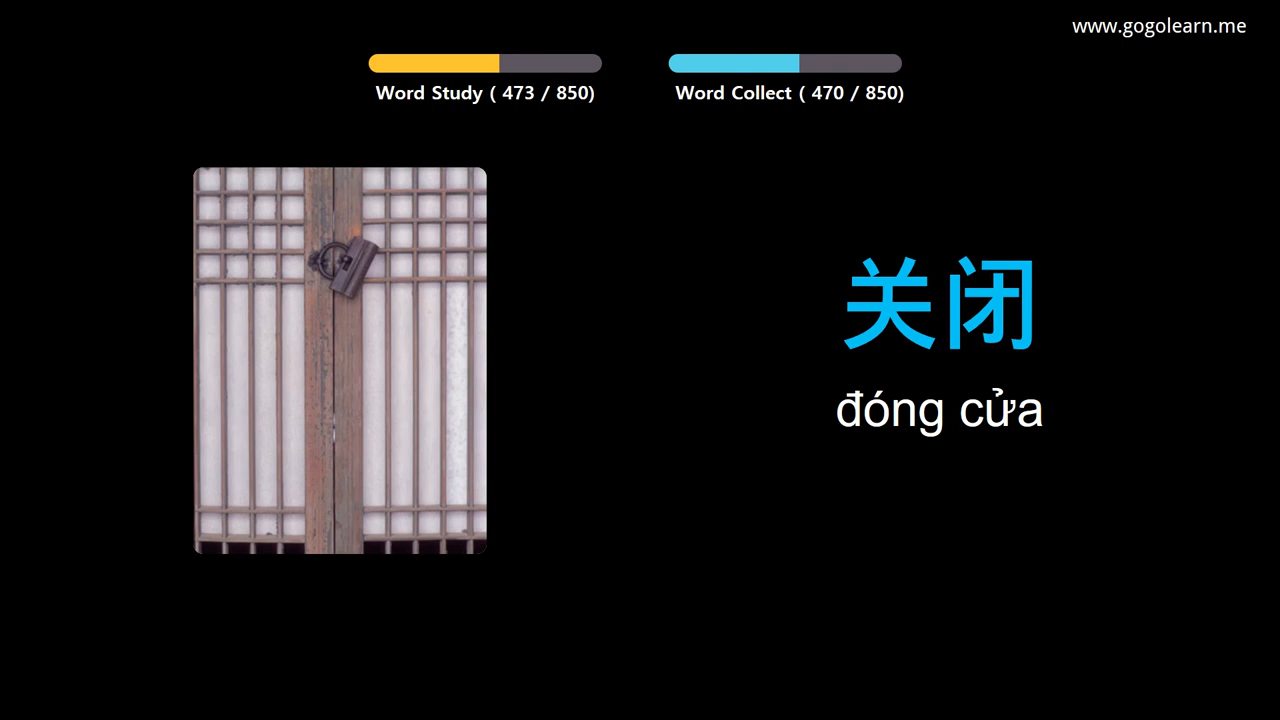 www.gogolearn.me
Word Study ( 473 / 850)
Word Collect ( 470 / 850)
关闭
đóng cửa